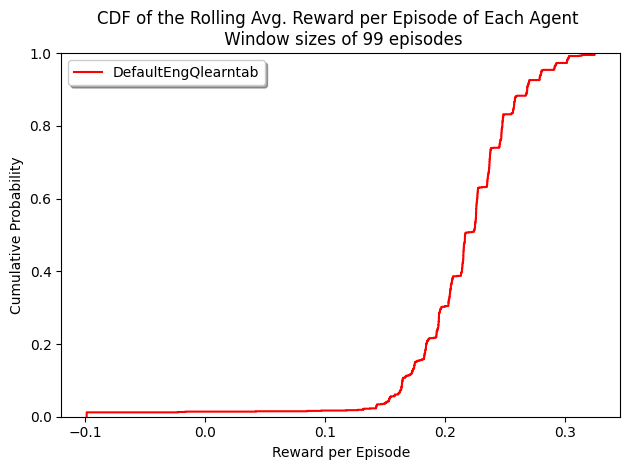 CDF of the Rolling Avg. Reward per Episode of Each Agent
Window sizes of 99 episodes
DefaultEngQlearntab
1.0
0.8
0.6
0.4
0.2
0.0
Cumulative Probability
−0.1
0.0
0.1
0.2
0.3
Reward per Episode